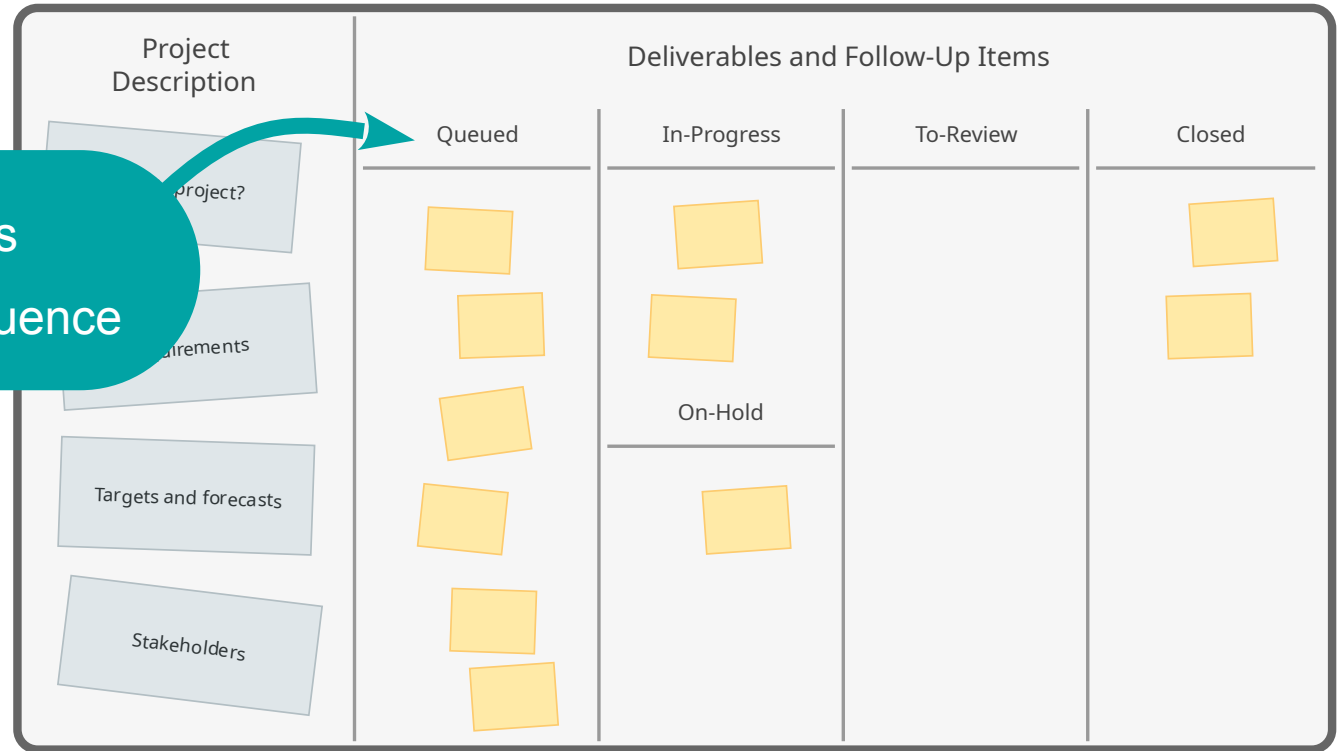 Project
Description
Deliverables and Follow-Up Items
Queued
In-Progress
To-Review
Closed
project?
s
uence
irements
On-Hold
Targets and forecasts
Stakeholders